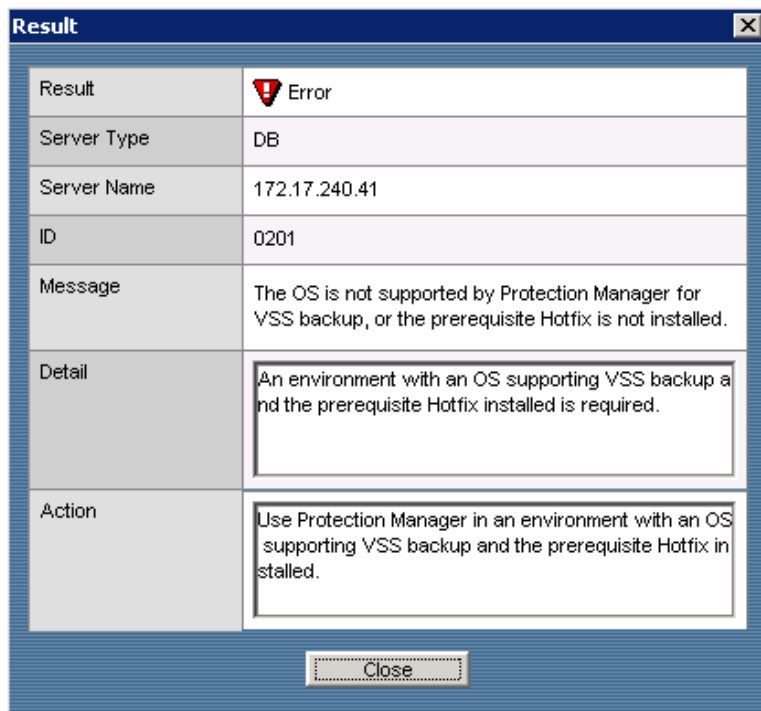 Result
Result
Error
Server Type
DB
Server Name
172.17.240.41
ID
0201
Message
The OS is not supported by Protection Manager for
VSS backup, or the prerequisite Hotfix is not installed.
Detail
An environment with an OS supporting VSS backup a
nd the prerequisite Hotfix installed is required.
Action
Use Protection Manager in an environment with an OS
supporting VSS backup and the prerequisite Hotfix in
stalled.
Close